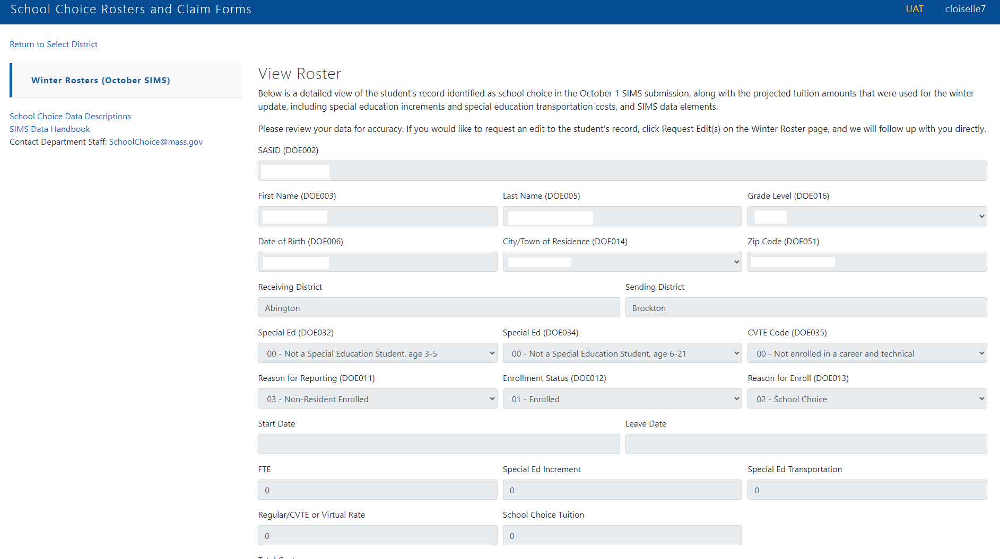 School Choice Rosters and Claim Forms
UAT
cloiselle7
Return to Select District
Winter Rosters (October SIMS)
School Choice Data Descriptions
SIMS Data Handbook
Contact Department Staff: SchoolChoice@mass.gov
View Roster
Below is a detailed view of the student's record identified as school choice in the October 1 SIMS submission, along with the projected tuition amounts that were used for the winter
update, including special education increments and special education transportation costs, and SIMS data elements.
Please review your data for accuracy. If you would like to request an edit to the student's record, click Request Edit(s) on the Winter Roster page, and we will follow up with you directly.
SASID (DOE002)
First Name (DOE003)
Last Name (DOE005)
Grade Level (DOE016)
Date of Birth (DOE006)
City/Town of Residence (DOE014)
Zip Code (DOE051)
Receiving District
Sending District
Abington
Brockton
Special Ed (DOE032)
Special Ed (DOE034)
CVTE Code (DOE035)
00 - Not a Special Education Student, age 3-5
00 - Not a Special Education Student, age 6-21
00 - Not enrolled in a career and technical
Reason for Reporting (DOE011)
Enrollment Status (DOE012)
Reason for Enroll (DOE013)
03 - Non-Resident Enrolled
01 - Enrolled
02 - School Choice
Start Date
Leave Date
FTE
Special Ed Increment
Special Ed Transportation
0
0
0
Regular/CVTE or Virtual Rate
School Choice Tuition
0
0